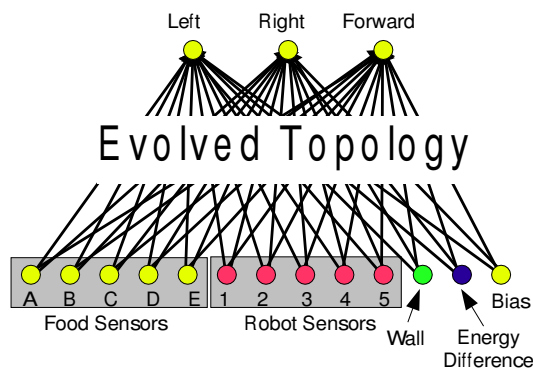 Left Right Forward
Evolved Topology
A B C D E 1 2 3 4 5
Bias
Food Sensors Robot Sensors
Wall
Energy
Difference